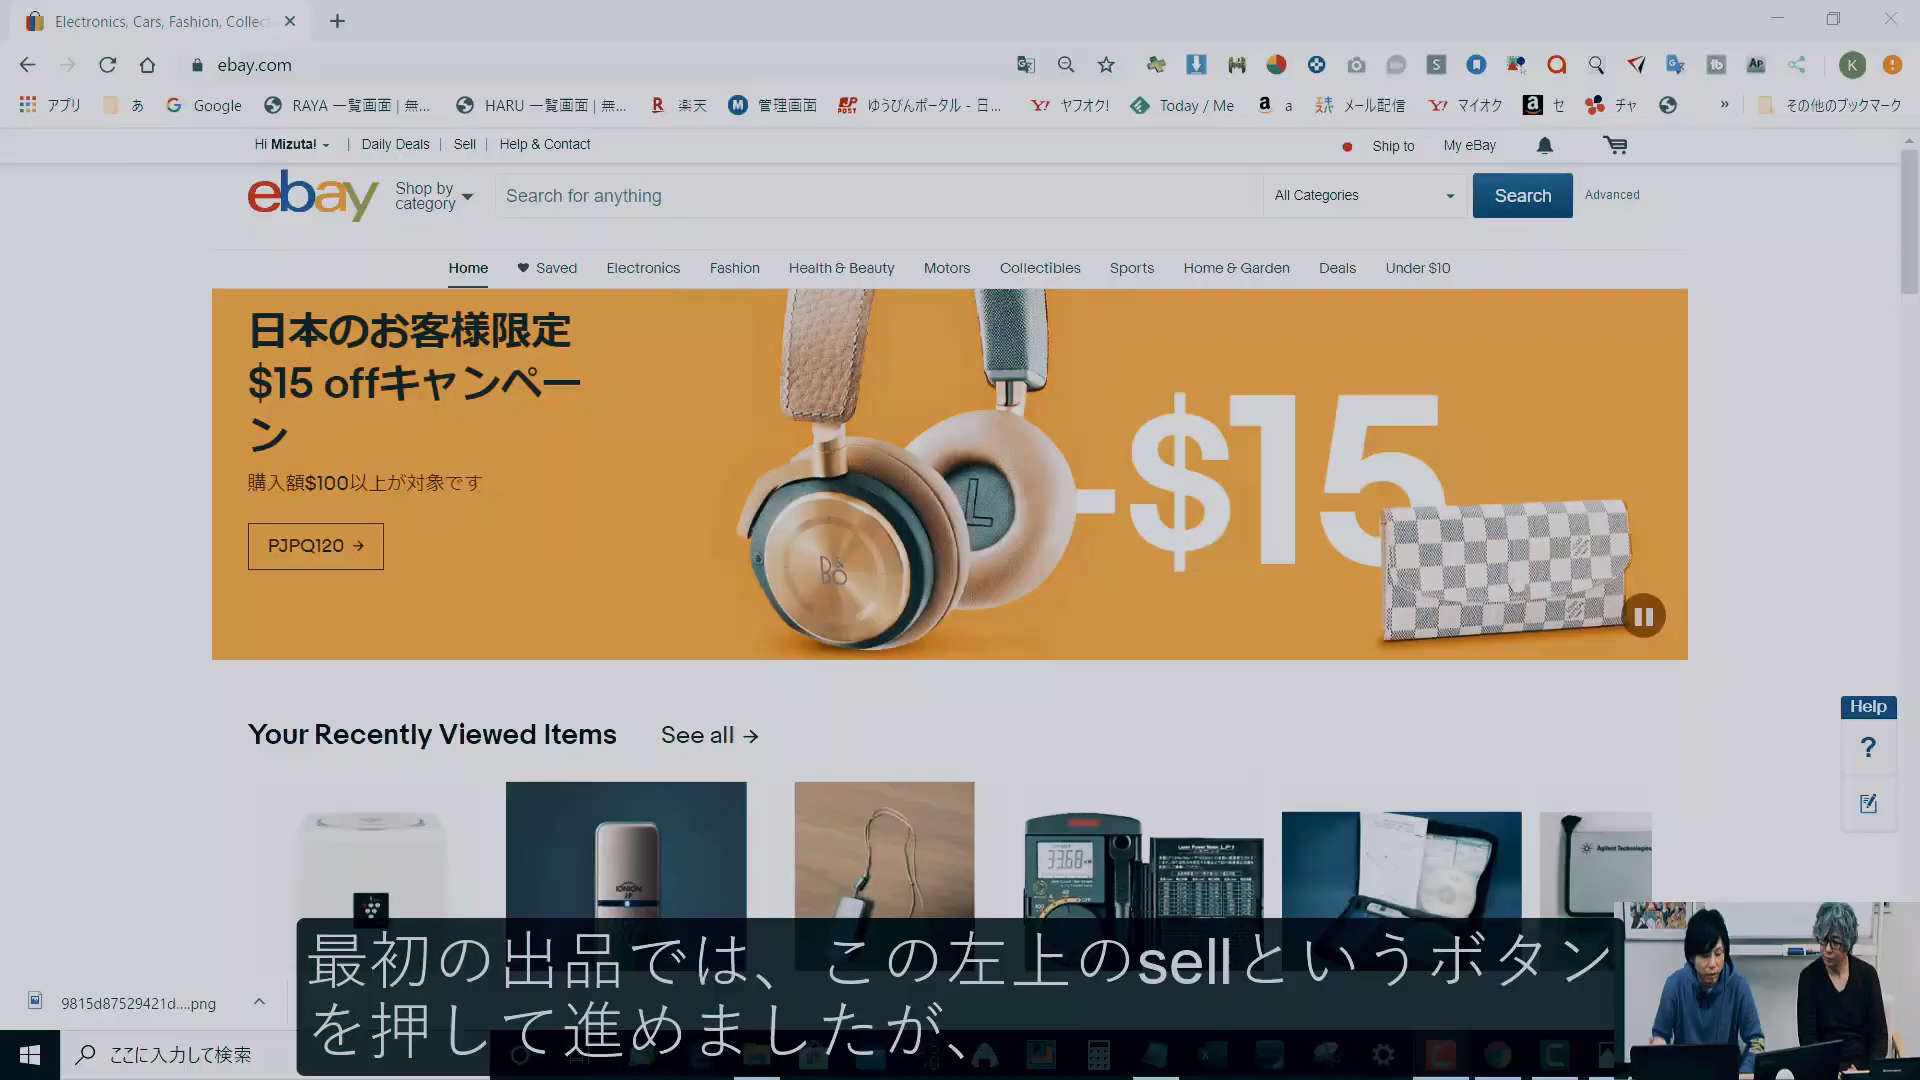 Electronics, Cars, Fashion, Collec
ebay.com
アプリ あ Google RAYA 一覧画面 | 無... HARU 一覧画面 | 無... 楽天 管理画面 ゆうびんポータル - 日... ヤフオク! Today / Me a メール配信 マイオク セ チャ » その他のブックマーク
Hi Mizuta! | Daily Deals | Sell | Help & Contact
Ship to My eBay
ebay
Shop by category
Search for anything
All Categories
Search
Advanced
Home Saved Electronics Fashion Health & Beauty Motors Collectibles Sports Home & Garden Deals Under $10
日本のお客様限定
$15 offキャンペー
ン
購入額$100以上が対象です
PJPQ120 →
-$15
Your Recently Viewed Items See all →
Help
?
33.68
Agilent Technologies
9815d87529421d....png
ここに入力して検索
最初の出品では、この左上のsellというボタン
を押して進めましたが、